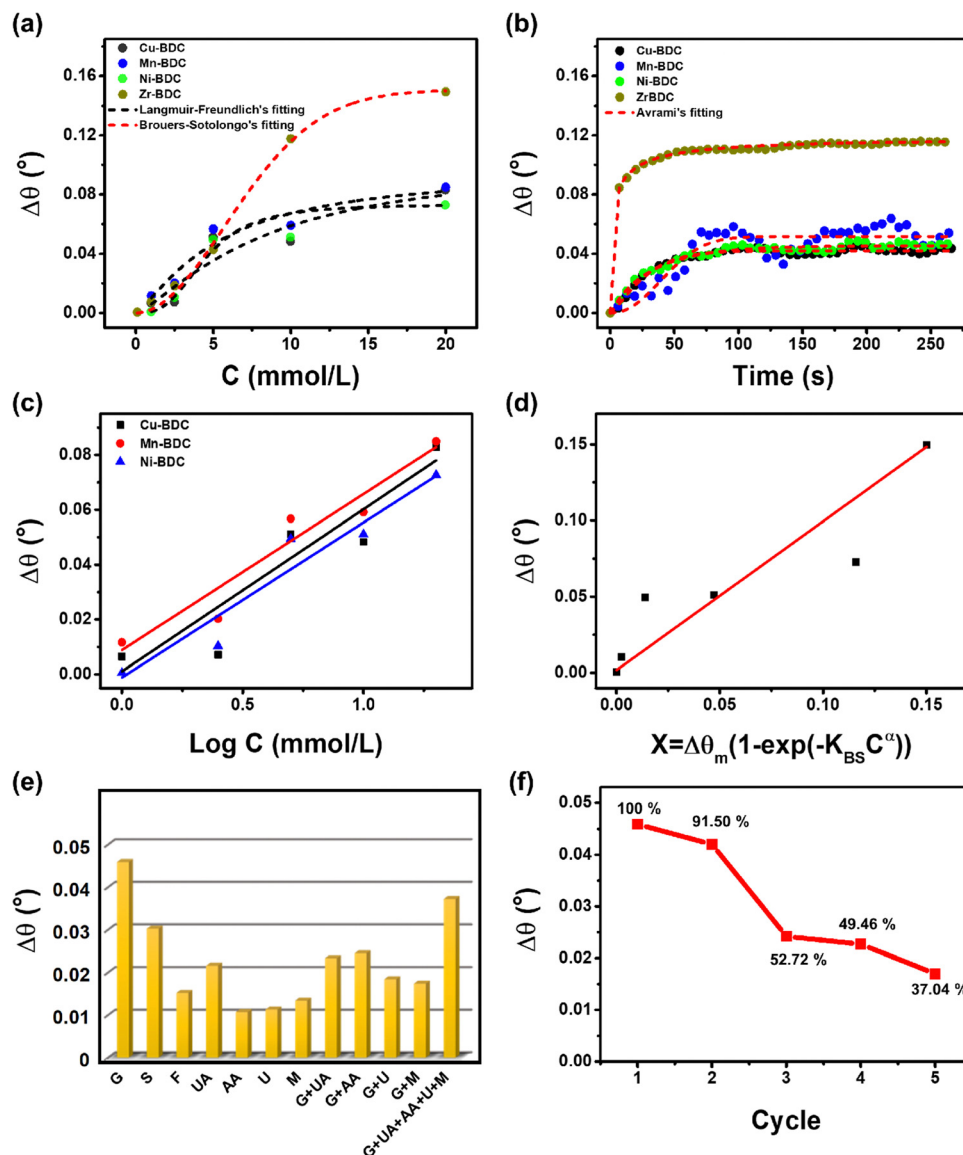 (a)
Cu-BDC
Mn-BDC
Ni-BDC
Zr-BDC
Langmuir-Freundlich's fitting
Brouers-Sotolongo's fitting
0.16
0.12
0.08
0.04
0.00
Δθ (°)
0 5 10 15 20
C (mmol/L)
(b)
Cu-BDC
Mn-BDC
Ni-BDC
ZrBDC
Avrami's fitting
0.16
0.12
0.08
0.04
0.00
Δθ (°)
0 50 100 150 200 250
Time (s)
(c)
Cu-BDC
Mn-BDC
Ni-BDC
0.08
0.06
0.04
0.02
0.00
Δθ (°)
0.0 0.5 1.0
Log C (mmol/L)
(d)
0.15
0.10
0.05
0.00
Δθ (°)
0.00 0.05 0.10 0.15
X=Δθm(1-exp(-KBSCα))
(e)
0.05
0.04
0.03
0.02
0.01
0
Δθ (°)
G S F UA AA U M G+UA G+AA G+U G+M G+UA+AA+U+M
(f)
0.05
0.04
0.03
0.02
0.01
0.00
Δθ (°)
100 %
91.50 %
52.72 %
49.46 %
37.04 %
1 2 3 4 5
Cycle